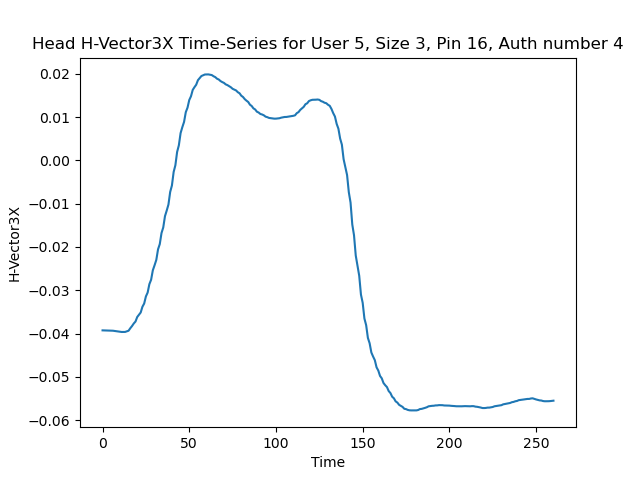 Head H-Vector3X Time-Series for User 5, Size 3, Pin 16, Auth number 4
0.02
0.01
0.00
−0.01
−0.02
−0.03
−0.04
−0.05
−0.06
H-Vector3X
0 50 100 150 200 250
Time